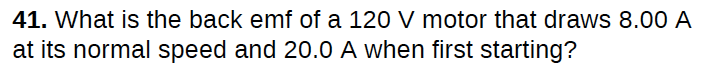 41. What is the back emf of a 120 V motor that draws 8.00 A
at its normal speed and 20.0 A when first starting?